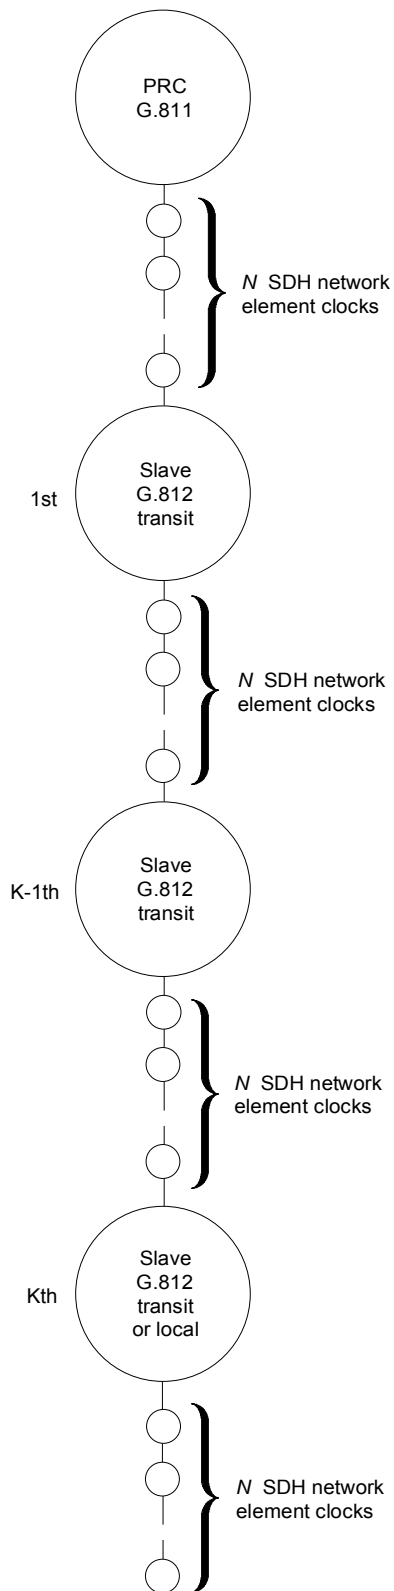 PRC
G.811
N SDH network
element clocks
1st
Slave
G.812
transit
N SDH network
element clocks
K-1th
Slave
G.812
transit
N SDH network
element clocks
Kth
Slave
G.812
transit
or local
N SDH network
element clocks